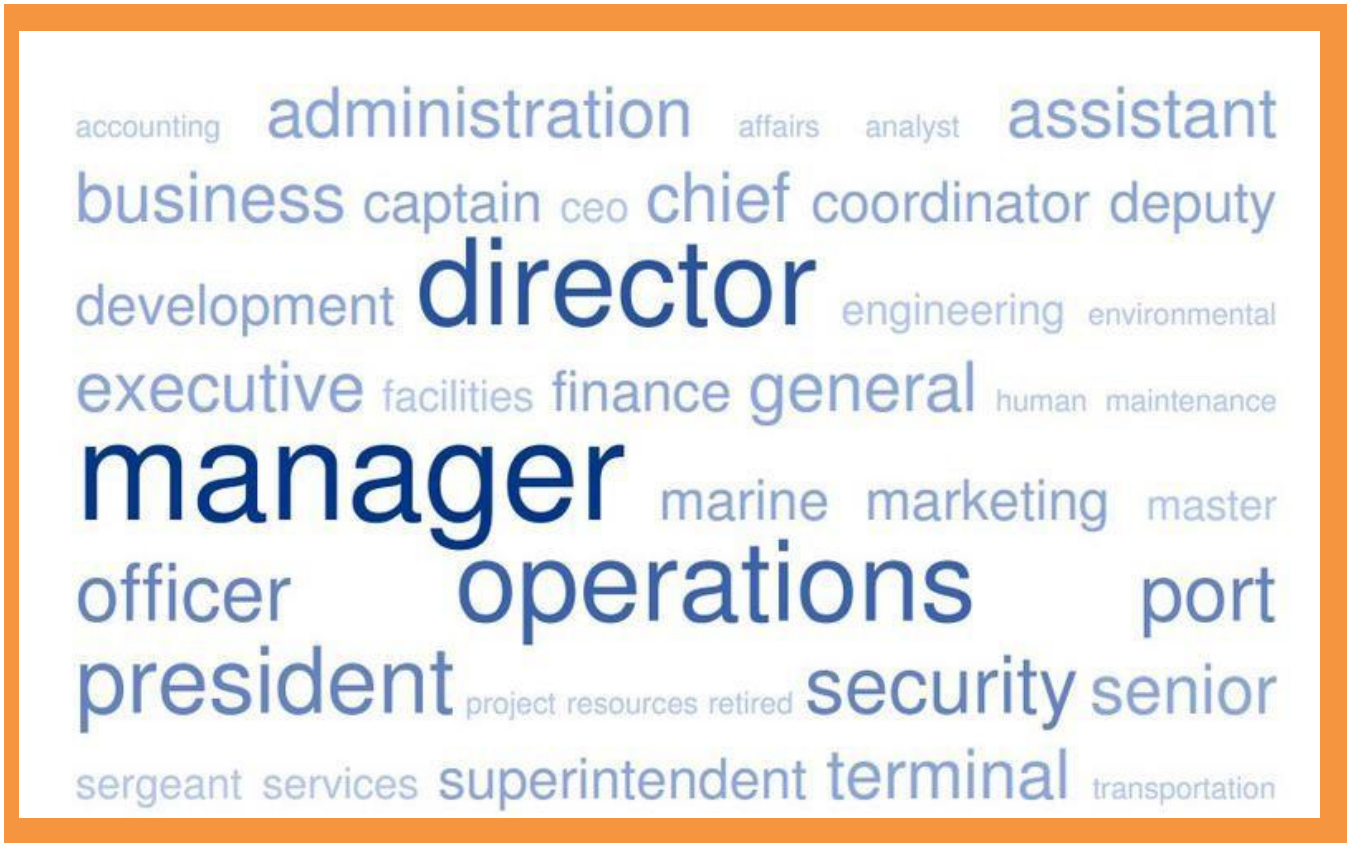 accounting administration affairs analyst assistant
business captain ceo chief coordinator deputy
development director engineering environmental
executive facilities finance general human maintenance
manager marine marketing master
officer operations port
president project resources retired security senior
sergeant services superintendent terminal transportation